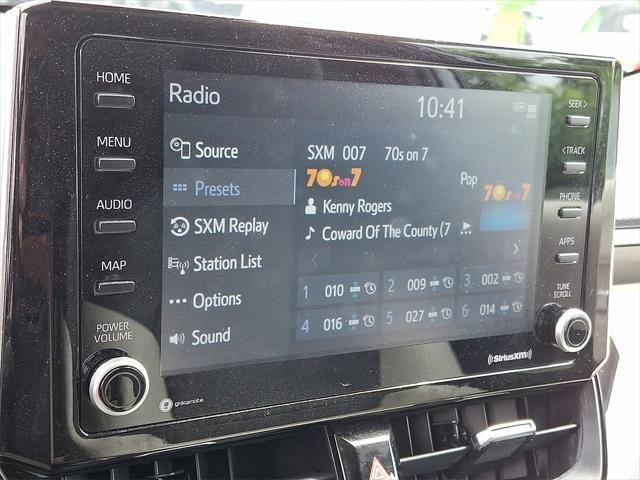 HOME
MENU
AUDIO
MAP
POWER
VOLUME
gracenote
Radio
10:41
Source
Presets
SXM Replay
Station List
Options
Sound
SXM 007 70s on 7
70s on 7
Pop
70s on 7
Kenny Rogers
Coward Of The County (7
1 010
2 009
3 002
4 016
5 027
6 014
SEEK>
<TRACK
PHONE
APPS
TUNE
SCROLL
SiriusXM